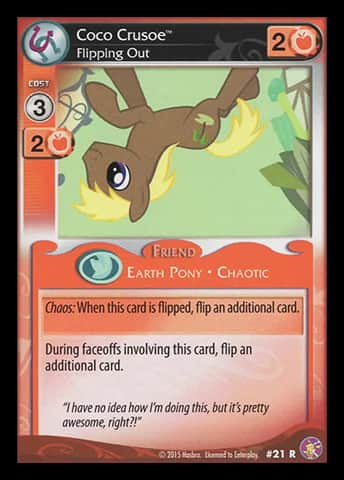 Coco Crusoe™
Flipping Out
2
COST
3
2
FRIEND
EARTH PONY • CHAOTIC
Chaos: When this card is flipped, flip an additional card.
During faceoffs involving this card, flip an
additional card.
"I have no idea how I'm doing this, but it's pretty
awesome, right?!"
© 2015 Hasbro. Licensed to Enterplay.
#21 R